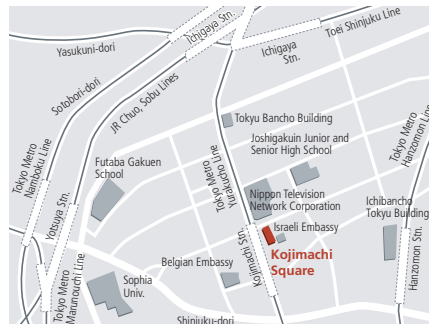 Ichigaya Stn.
Toei Shinjuku Line
Yasukuni-dori
Ichigaya
Stn.
Sotobori-dori
JR Chuo, Sobu Lines
Tokyu Bancho Building
Joshigakuin Junior and
Senior High School
Tokyo Metro
Hanzomon Line
Tokyo Metro
Namboku Line
Futaba Gakuen
School
Tokyo Metro
Yurakucho Line
Yotsuya Stn.
Nippon Television
Network Corporation
Ichibancho
Tokyu Building
Israeli Embassy
Kojimachi Stn.
Kojimachi
Square
Hanzomon Stn.
Belgian Embassy
Tokyo Metro
Marunouchi Line
Sophia
Univ.
Shinjuku-dori